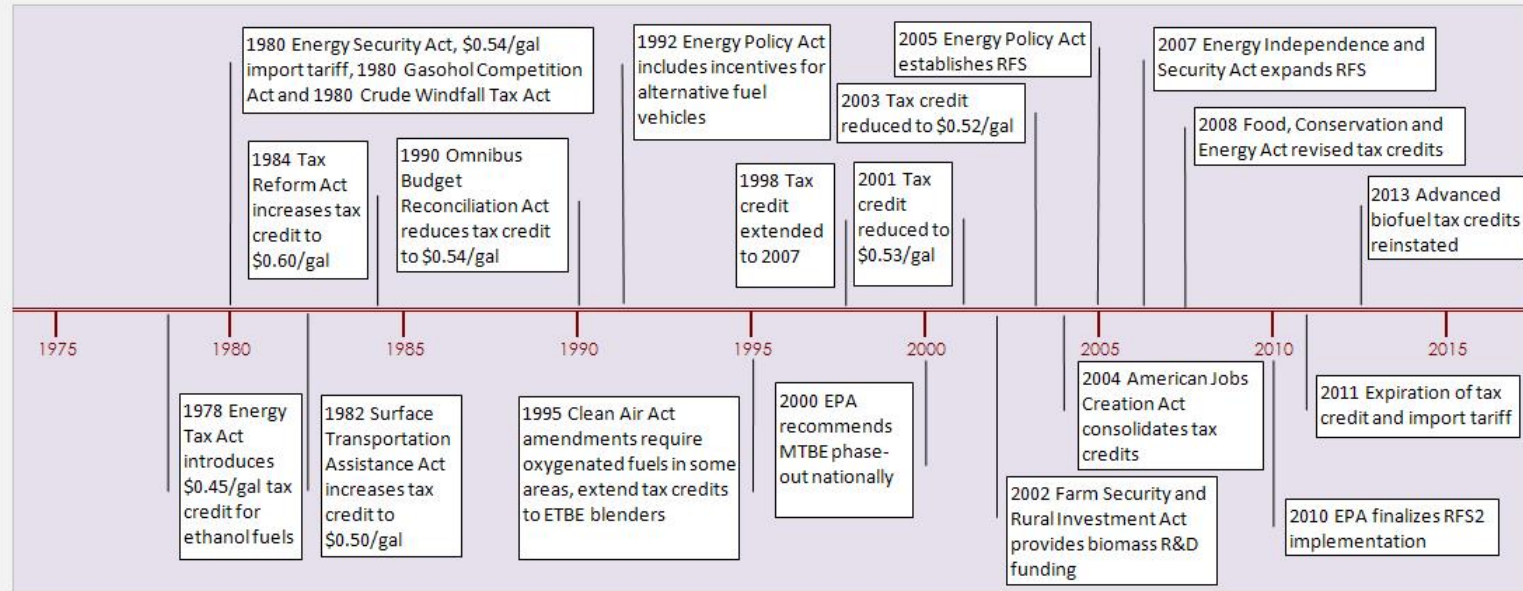 1980 Energy Security Act, $0.54/gal
import tariff, 1980 Gasohol Competition
Act and 1980 Crude Windfall Tax Act
1992 Energy Policy Act
includes incentives for
alternative fuel
vehicles
2005 Energy Policy Act
establishes RFS
2007 Energy Independence and
Security Act expands RFS
2003 Tax credit
reduced to $0.52/gal
2008 Food, Conservation and
Energy Act revised tax credits
1984 Tax
Reform Act
increases tax
credit to
$0.60/gal
1990 Omnibus
Budget
Reconciliation Act
reduces tax credit
to $0.54/gal
1998 Tax
credit
extended
to 2007
2001 Tax
credit
reduced to
$0.53/gal
2013 Advanced
biofuel tax credits
reinstated
1975
1980
1985
1990
1995
2000
2005
2010
2015
1978 Energy
Tax Act
introduces
$0.45/gal tax
credit for
ethanol fuels
1982 Surface
Transportation
Assistance Act
increases tax
credit to
$0.50/gal
1995 Clean Air Act
amendments require
oxygenated fuels in some
areas, extend tax credits
to ETBE blenders
2000 EPA
recommends
MTBE phase-
out nationally
2004 American Jobs
Creation Act
consolidates tax
credits
2011 Expiration of tax
credit and import tariff
2002 Farm Security and
Rural Investment Act
provides biomass R&D
funding
2010 EPA finalizes RFS2
implementation